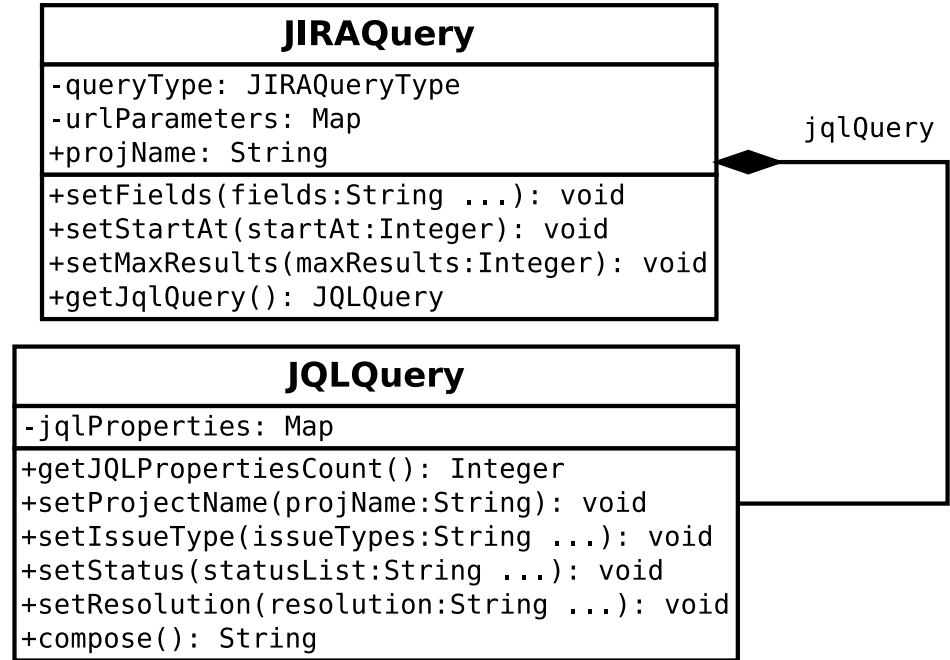 JIRAQuery
-queryType: JIRAQueryType
-urlParameters: Map
+projName: String
+setFields(fields:String ...): void
+setStartAt(startAt:Integer): void
+setMaxResults(maxResults:Integer): void
+getJqlQuery(): JQLQuery
jqlQuery
JQLQuery
-jqlProperties: Map
+getJQLPropertiesCount(): Integer
+setProjectName(projName:String): void
+setIssueType(issueTypes:String ...): void
+setStatus(statusList:String ...): void
+setResolution(resolution:String ...): void
+compose(): String